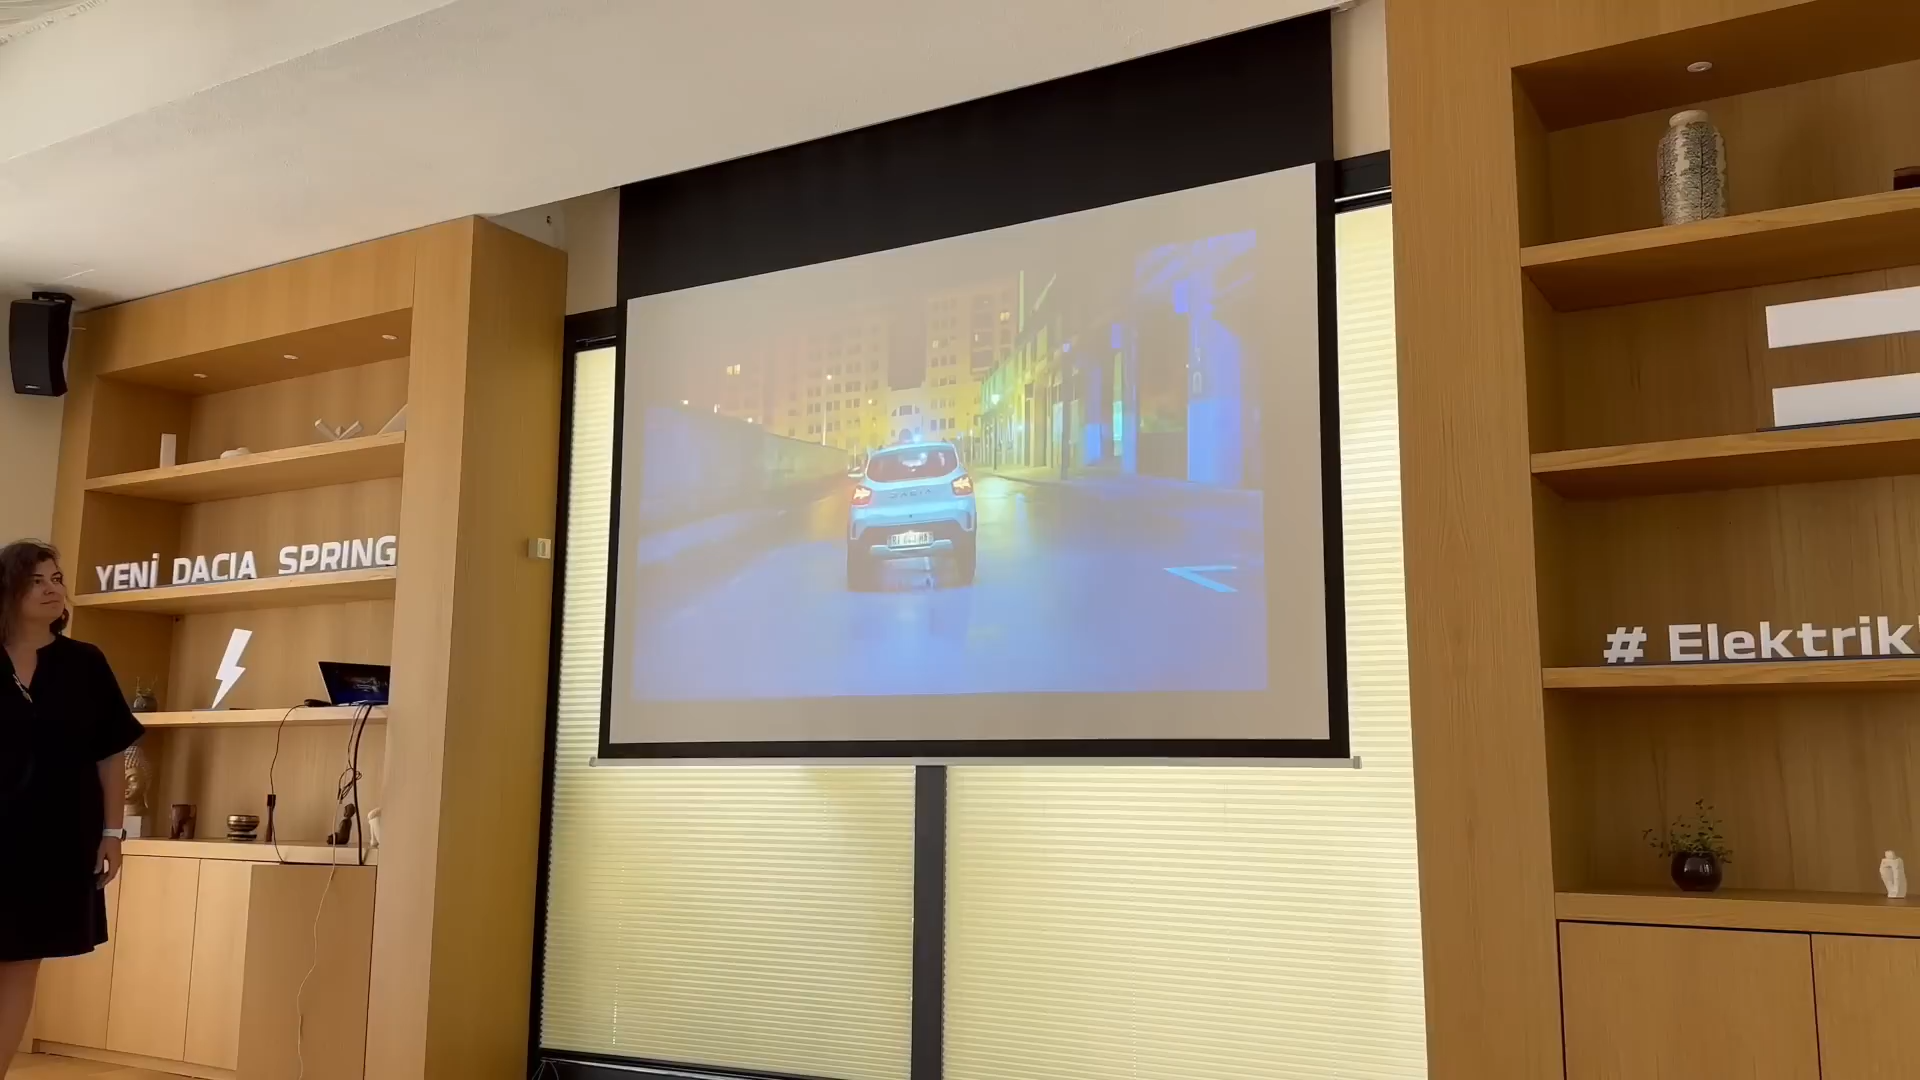 YENİ DACIA SPRING
DACIA
# Elektrik